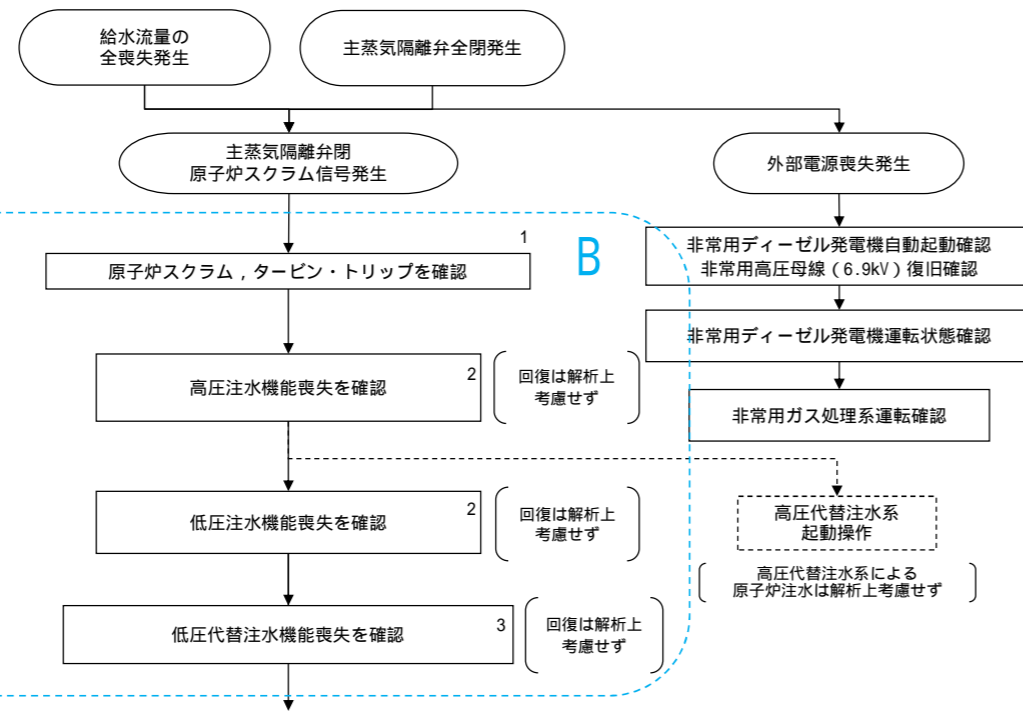 給水流量の
全喪失発生
主蒸気隔離弁全閉発生
主蒸気隔離弁閉
原子炉スクラム信号発生
外部電源喪失発生
1
B
原子炉スクラム，タービン・トリップを確認
非常用ディーゼル発電機自動起動確認
非常用高圧母線（6.9kV）復旧確認
非常用ディーゼル発電機運転状態確認
高圧注水機能喪失を確認
2
回復は解析上
考慮せず
非常用ガス処理系運転確認
低圧注水機能喪失を確認
2
回復は解析上
考慮せず
高圧代替注水系
起動操作
高圧代替注水系による
原子炉注水は解析上考慮せず
低圧代替注水機能喪失を確認
3
回復は解析上
考慮せず